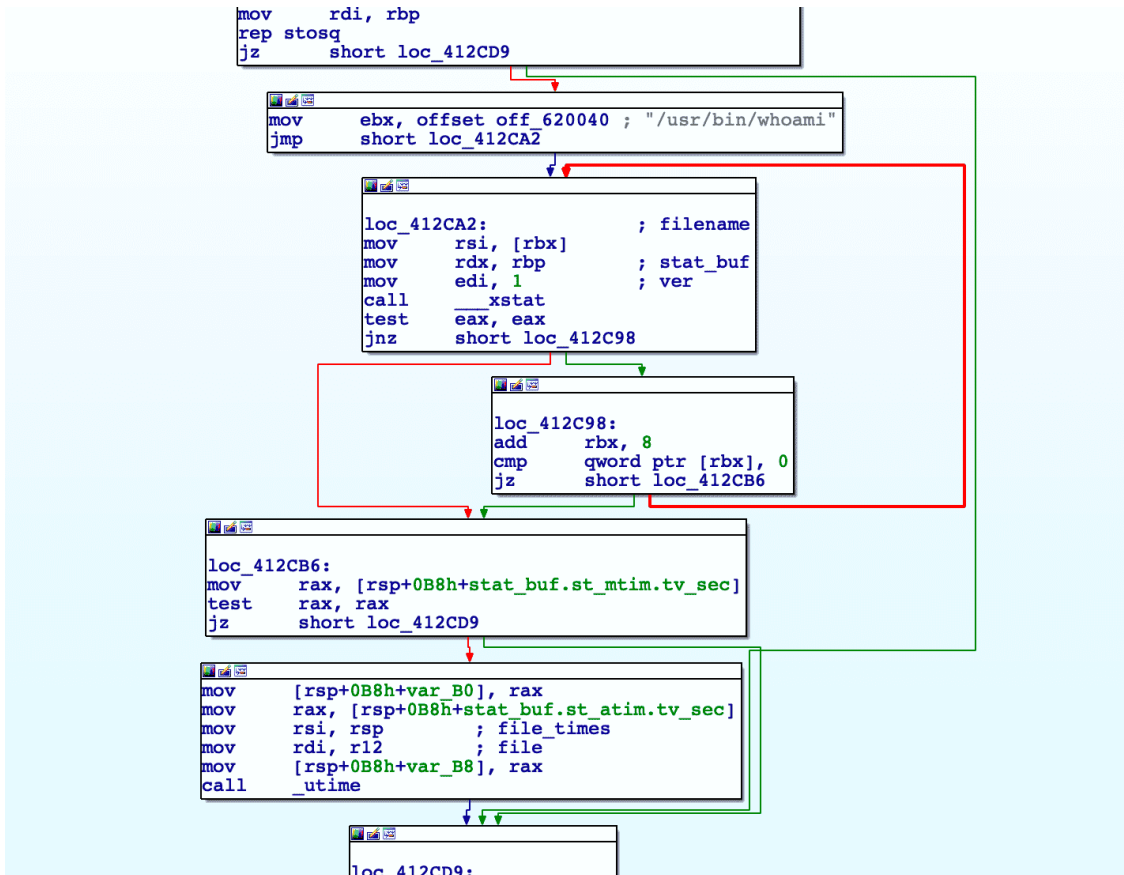 mov rdi, rbp
rep stosq
jz short loc_412CD9
mov ebx, offset off_620040 ; "/usr/bin/whoami"
jmp short loc_412CA2
loc_412CA2: ; filename
mov rsi, [rbx]
mov rdx, rbp ; stat_buf
mov edi, 1 ; ver
call ___xstat
test eax, eax
jnz short loc_412C98
loc_412C98:
add rbx, 8
cmp qword ptr [rbx], 0
jz short loc_412CB6
loc_412CB6:
mov rax, [rsp+0B8h+stat_buf.st_mtim.tv_sec]
test rax, rax
jz short loc_412CD9
mov [rsp+0B8h+var_B0], rax
mov rax, [rsp+0B8h+stat_buf.st_atim.tv_sec]
mov rsi, rsp ; file_times
mov rdi, r12 ; file
mov [rsp+0B8h+var_B8], rax
call _utime
loc_412CD9: